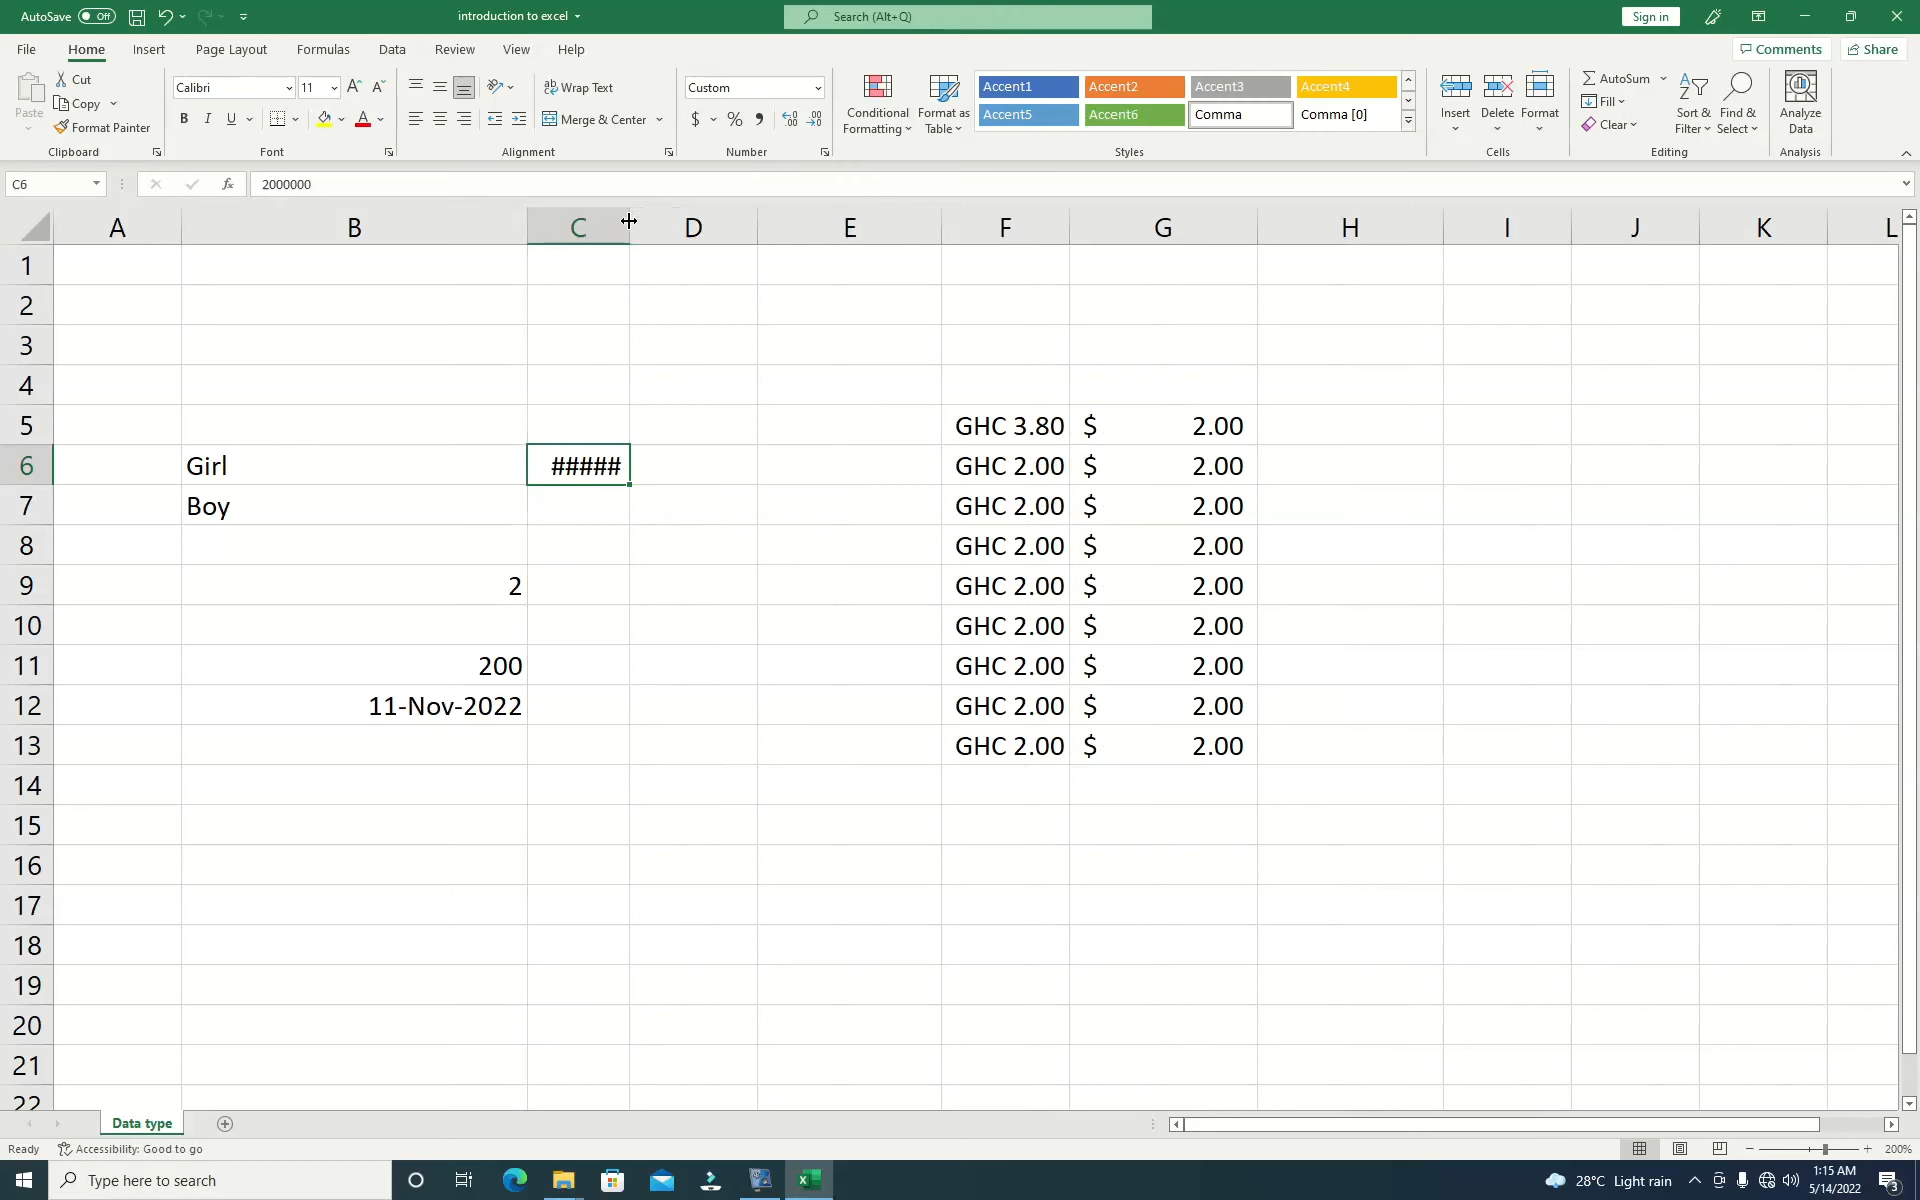 AutoSave Off introduction to excel Search (Alt+Q) Sign in
File Home Insert Page Layout Formulas Data Review View Help Comments Share
Paste Cut Copy Format Painter Clipboard
Calibri 11 A A B I U A Font
ab Wrap Text Merge & Center Alignment
Custom $ % , Number
Conditional Formatting Format as Table Accent1 Accent2 Accent3 Accent4 Accent5 Accent6 Comma Comma [0] Styles
Insert Delete Format Cells
AutoSum Fill Clear Sort & Filter Find & Select Editing
Analyze Data Analysis
C6 fx 2000000
A B C D E F G H I J K L
1
2
3
4
5 GHC 3.80 $ 2.00
6 Girl ##### GHC 2.00 $ 2.00
7 Boy GHC 2.00 $ 2.00
8 GHC 2.00 $ 2.00
9 2 GHC 2.00 $ 2.00
10 GHC 2.00 $ 2.00
11 200 GHC 2.00 $ 2.00
12 11-Nov-2022 GHC 2.00 $ 2.00
13 GHC 2.00 $ 2.00
14
15
16
17
18
19
20
21
22
Data type
Ready Accessibility: Good to go 200%
Type here to search 28°C Light rain 1:15 AM
5/14/2022 3